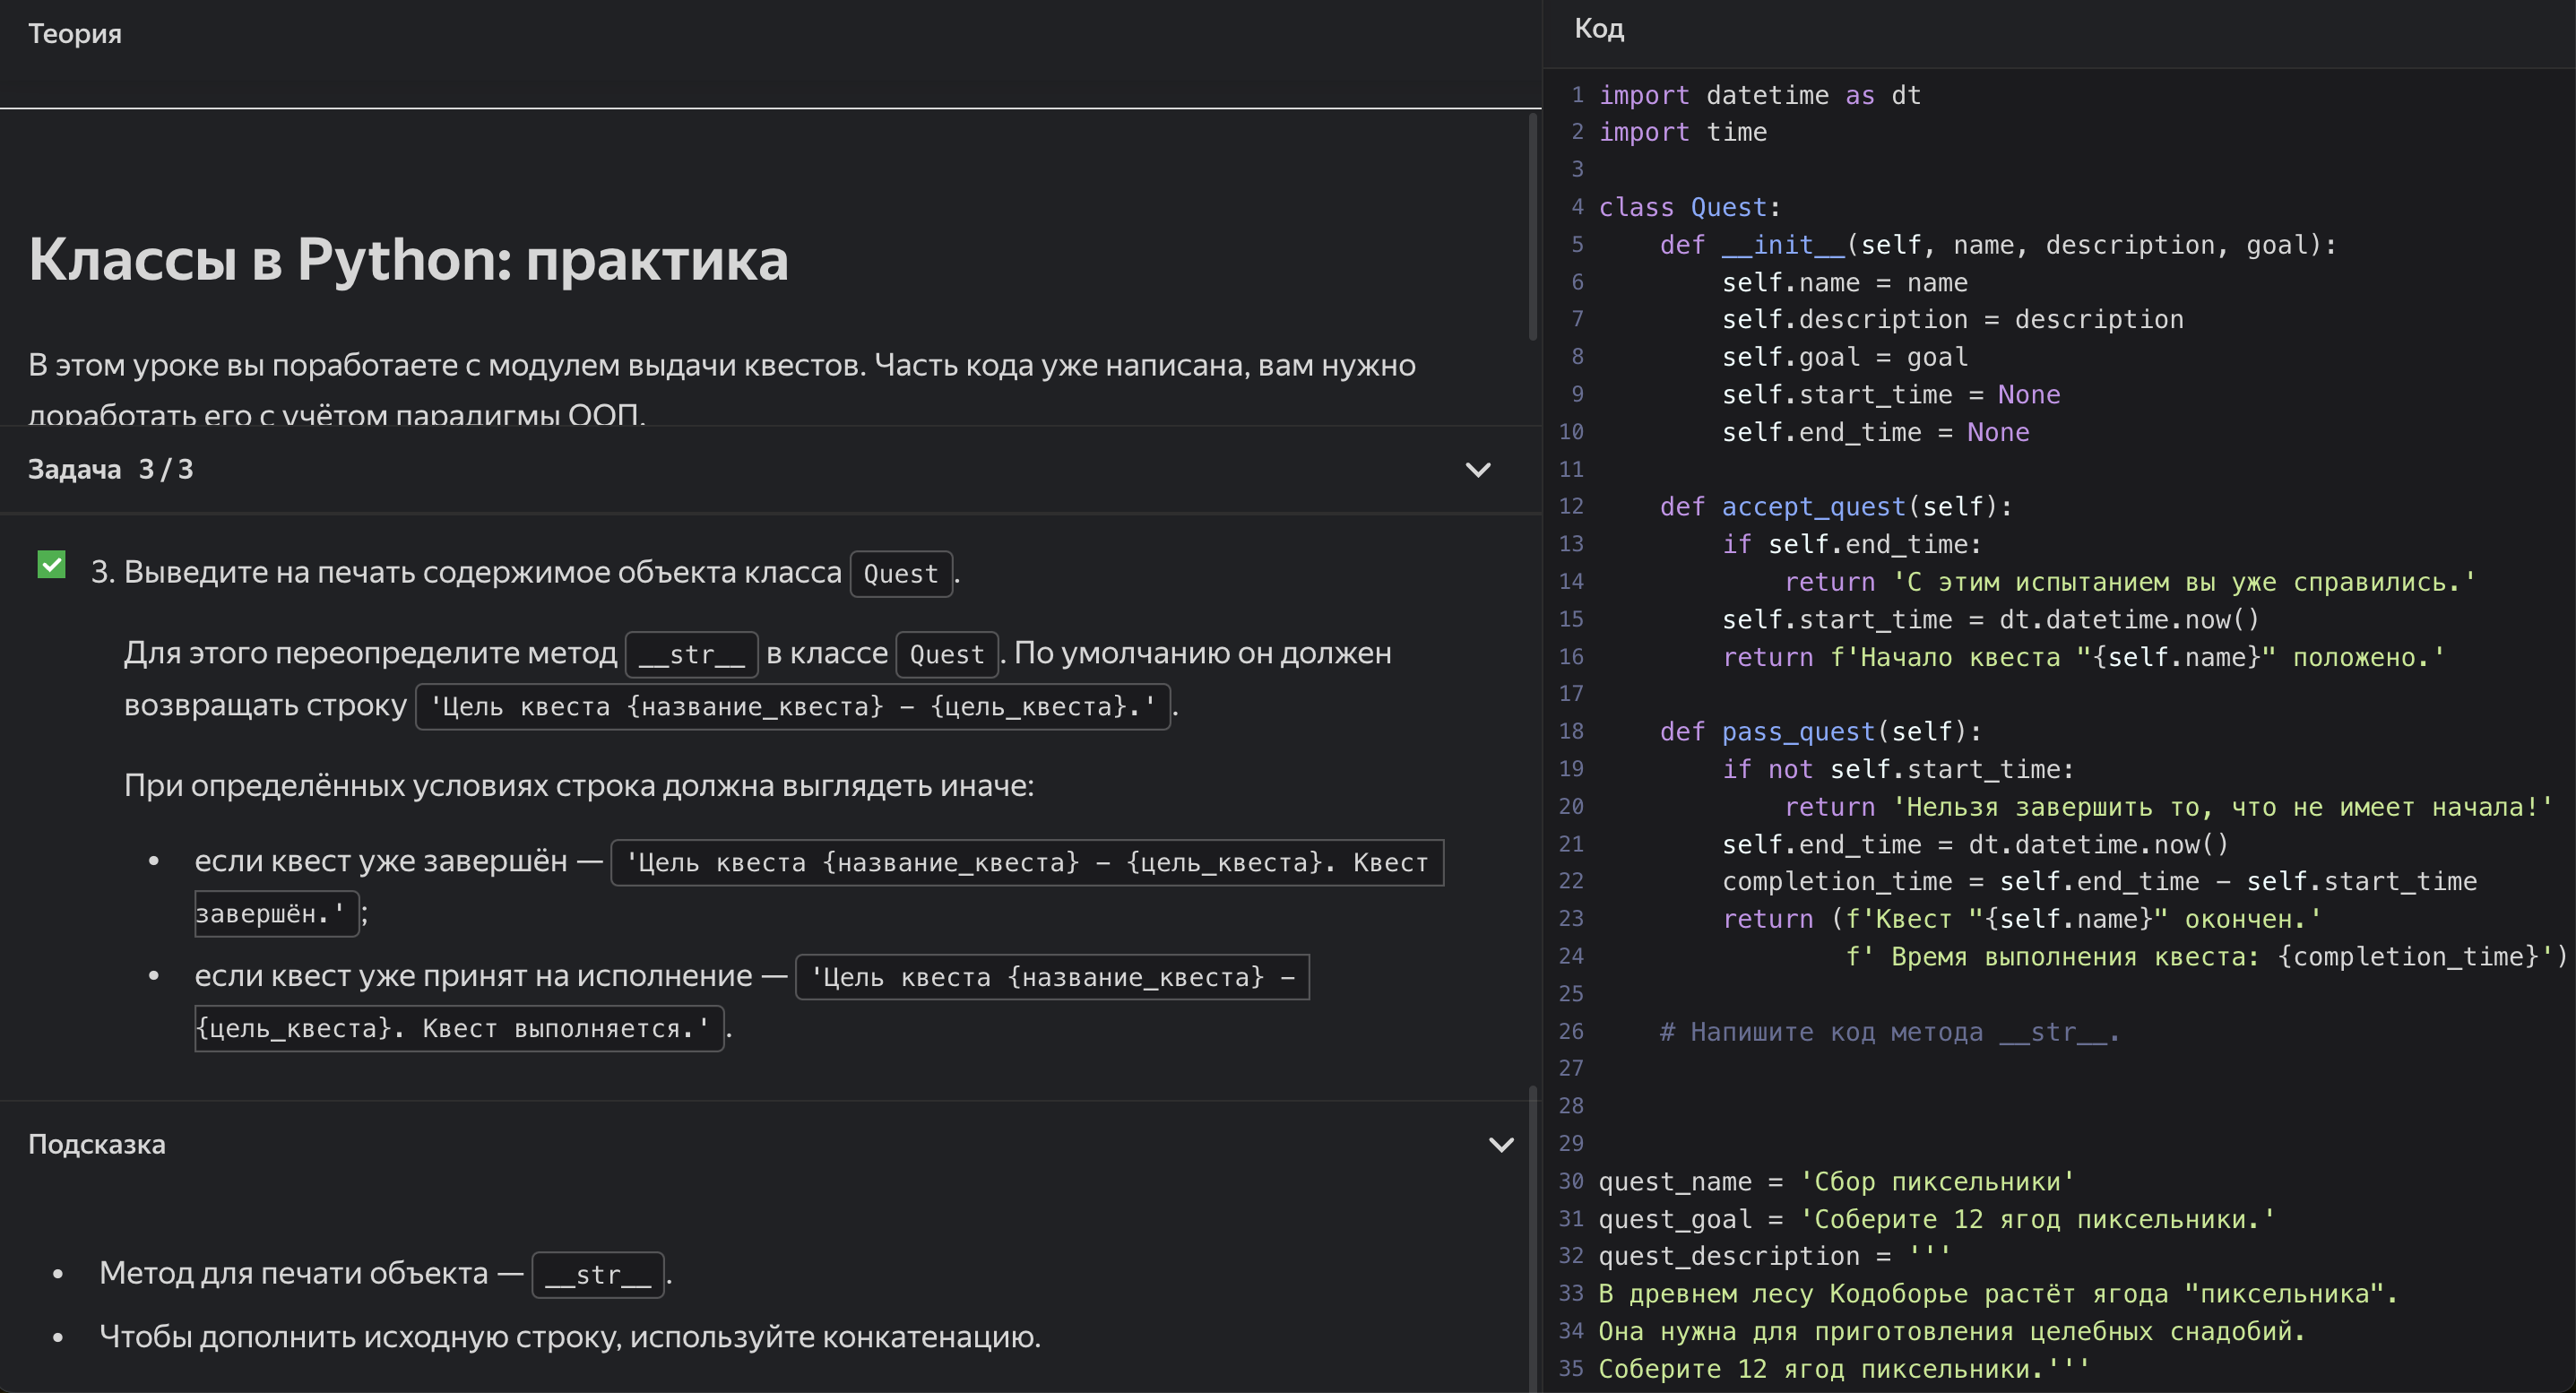 Теория
Классы в Python: практика
В этом уроке вы поработаете с модулем выдачи квестов. Часть кода уже написана, вам нужно
доработать его с учётом парадигмы ООП.
Задача 3 / 3
3. Выведите на печать содержимое объекта класса Quest.
Для этого переопределите метод __str__ в классе Quest. По умолчанию он должен
возвращать строку 'Цель квеста {название_квеста} – {цель_квеста}.'.
При определённых условиях строка должна выглядеть иначе:
• если квест уже завершён — 'Цель квеста {название_квеста} – {цель_квеста}. Квест
завершён.';
• если квест уже принят на исполнение — 'Цель квеста {название_квеста} –
{цель_квеста}. Квест выполняется.'.
Подсказка
• Метод для печати объекта — __str__.
• Чтобы дополнить исходную строку, используйте конкатенацию.
Код
1 import datetime as dt
2 import time
3
4 class Quest:
5     def __init__(self, name, description, goal):
6         self.name = name
7         self.description = description
8         self.goal = goal
9         self.start_time = None
10         self.end_time = None
11
12     def accept_quest(self):
13         if self.end_time:
14             return 'С этим испытанием вы уже справились.'
15         self.start_time = dt.datetime.now()
16         return f'Начало квеста "{self.name}" положено.'
17
18     def pass_quest(self):
19         if not self.start_time:
20             return 'Нельзя завершить то, что не имеет начала!'
21         self.end_time = dt.datetime.now()
22         completion_time = self.end_time - self.start_time
23         return (f'Квест "{self.name}" окончен.'
24                 f' Время выполнения квеста: {completion_time}')
25
26     # Напишите код метода __str__.
27
28
29
30 quest_name = 'Сбор пиксельники'
31 quest_goal = 'Соберите 12 ягод пиксельники.'
32 quest_description = '''
33 В древнем лесу Кодоборье растёт ягода "пиксельника".
34 Она нужна для приготовления целебных снадобий.
35 Соберите 12 ягод пиксельники.'''